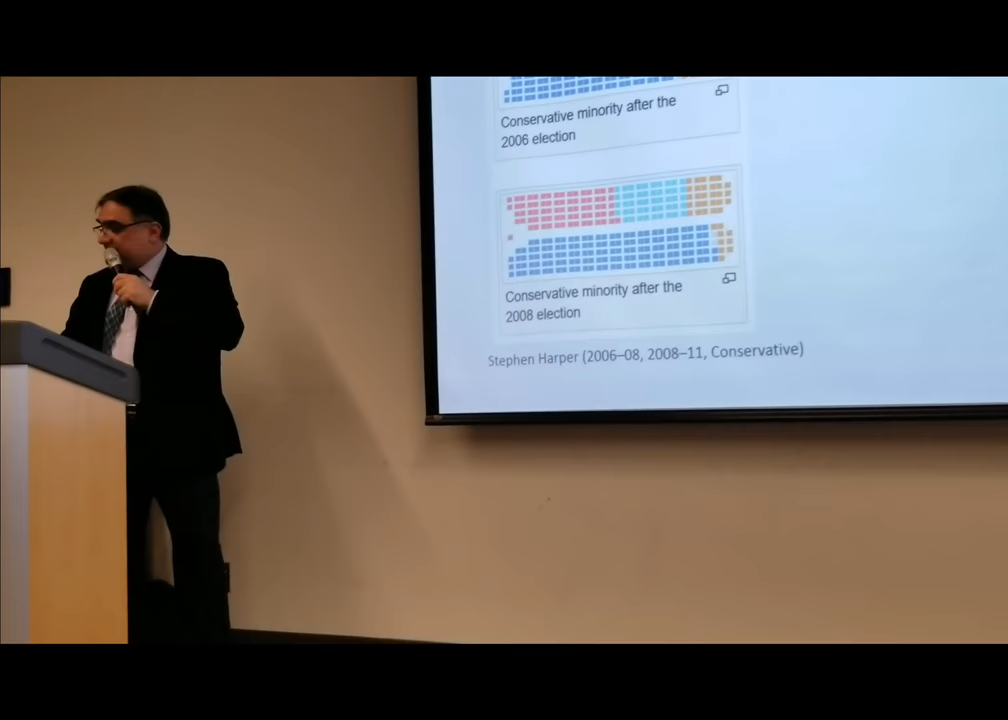 Conservative minority after the
2006 election
Conservative minority after the
2008 election
Stephen Harper (2006–08, 2008–11, Conservative)